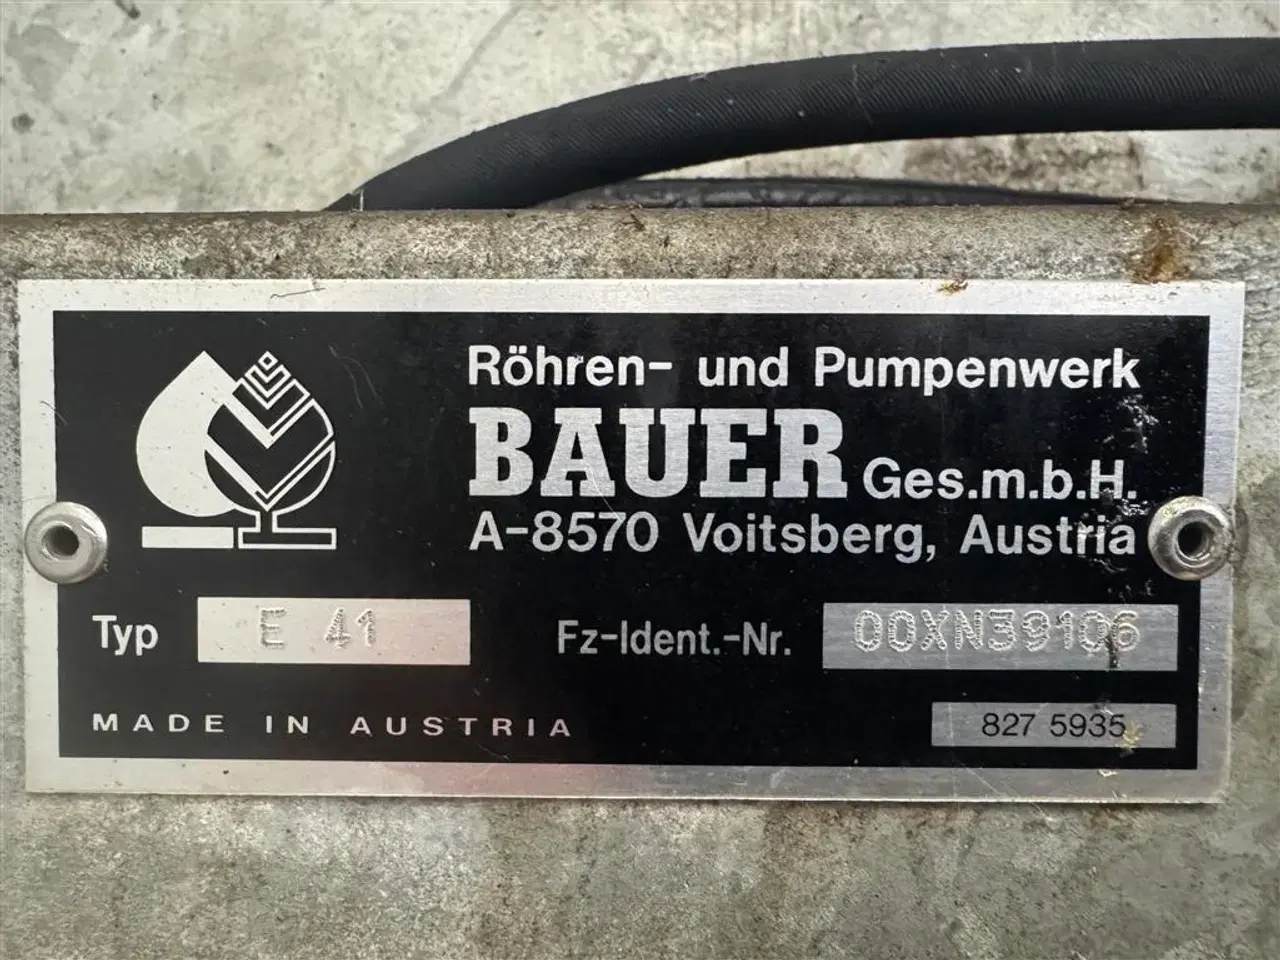 Röhren- und Pumpenwerk
BAUER Ges.m.b.H.
A-8570 Voitsberg, Austria
Typ E 41 Fz-Ident.-Nr. 00XN39106
MADE IN AUSTRIA 827 5935